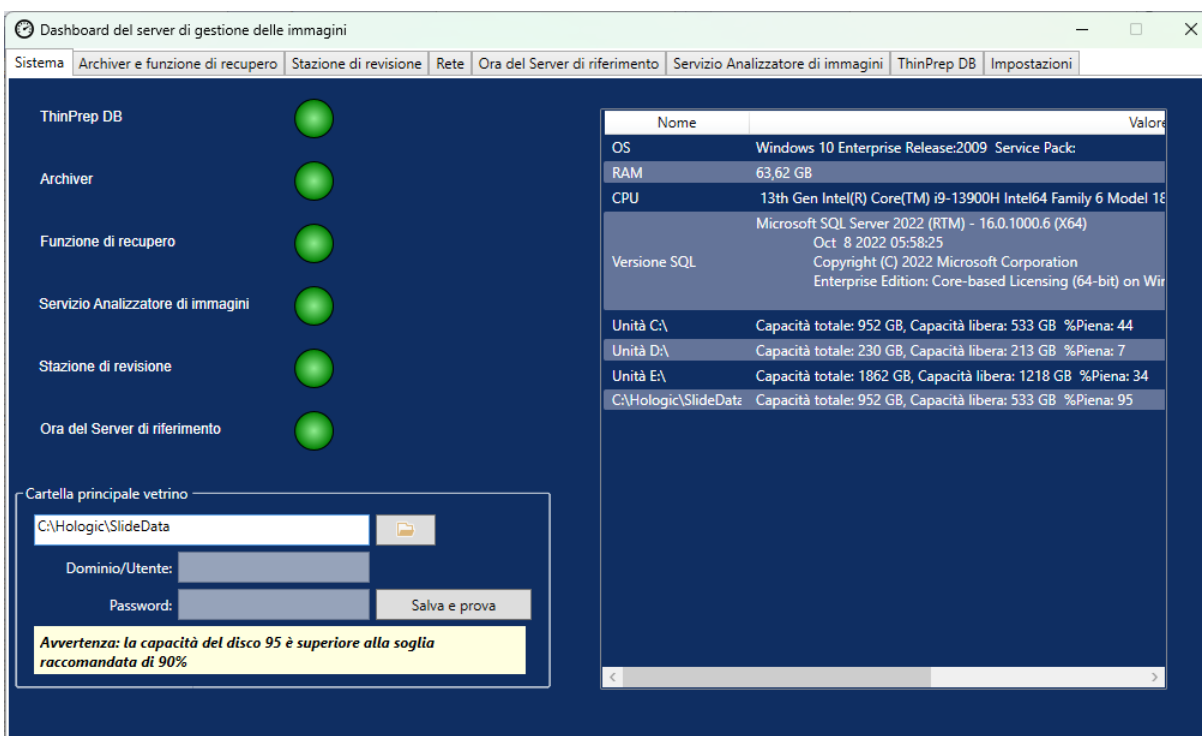 Dashboard del server di gestione delle immagini
Sistema Archiver e funzione di recupero Stazione di revisione Rete Ora del Server di riferimento Servizio Analizzatore di immagini ThinPrep DB Impostazioni
ThinPrep DB
Archiver
Funzione di recupero
Servizio Analizzatore di immagini
Stazione di revisione
Ora del Server di riferimento
Cartella principale vetrino
C:\Hologic\SlideData
Dominio/Utente:
Password:
Salva e prova
Avvertenza: la capacità del disco 95 è superiore alla soglia
raccomandata di 90%
Nome Valore
OS Windows 10 Enterprise Release:2009 Service Pack:
RAM 63,62 GB
CPU 13th Gen Intel(R) Core(TM) i9-13900H Intel64 Family 6 Model 18
Versione SQL
Microsoft SQL Server 2022 (RTM) - 16.0.1000.6 (X64)
Oct 8 2022 05:58:25
Copyright (C) 2022 Microsoft Corporation
Enterprise Edition: Core-based Licensing (64-bit) on Wir
Unità C:\ Capacità totale: 952 GB, Capacità libera: 533 GB %Piena: 44
Unità D:\ Capacità totale: 230 GB, Capacità libera: 213 GB %Piena: 7
Unità E:\ Capacità totale: 1862 GB, Capacità libera: 1218 GB %Piena: 34
C:\Hologic\SlideData Capacità totale: 952 GB, Capacità libera: 533 GB %Piena: 95